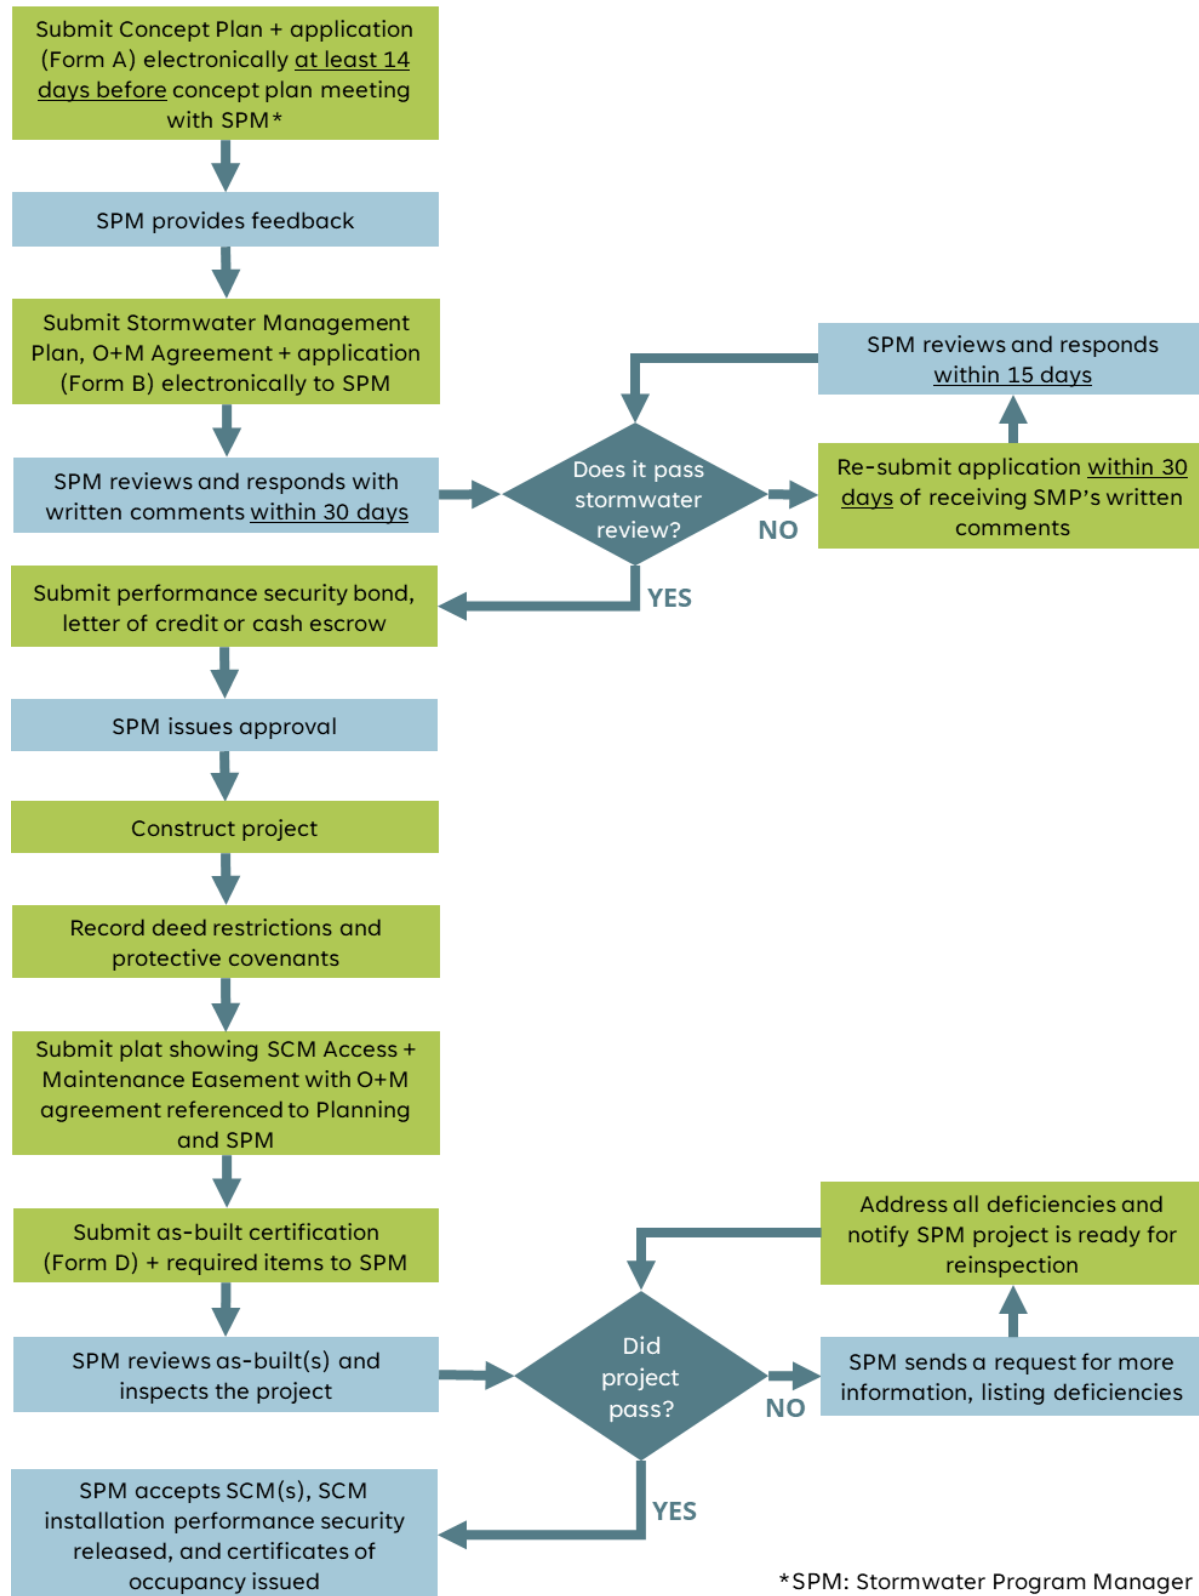 Submit Concept Plan + application
(Form A) electronically at least 14
days before concept plan meeting
with SPM*
SPM provides feedback
Submit Stormwater Management
Plan, O+M Agreement + application
(Form B) electronically to SPM
SPM reviews and responds with
written comments within 30 days
Does it pass
stormwater
review?
NO
Re-submit application within 30
days of receiving SMP's written
comments
SPM reviews and responds
within 15 days
YES
Submit performance security bond,
letter of credit or cash escrow
SPM issues approval
Construct project
Record deed restrictions and
protective covenants
Submit plat showing SCM Access +
Maintenance Easement with O+M
agreement referenced to Planning
and SPM
Submit as-built certification
(Form D) + required items to SPM
SPM reviews as-built(s) and
inspects the project
Did
project
pass?
NO
SPM sends a request for more
information, listing deficiencies
Address all deficiencies and
notify SPM project is ready for
reinspection
YES
SPM accepts SCM(s), SCM
installation performance security
released, and certificates of
occupancy issued
*SPM: Stormwater Program Manager